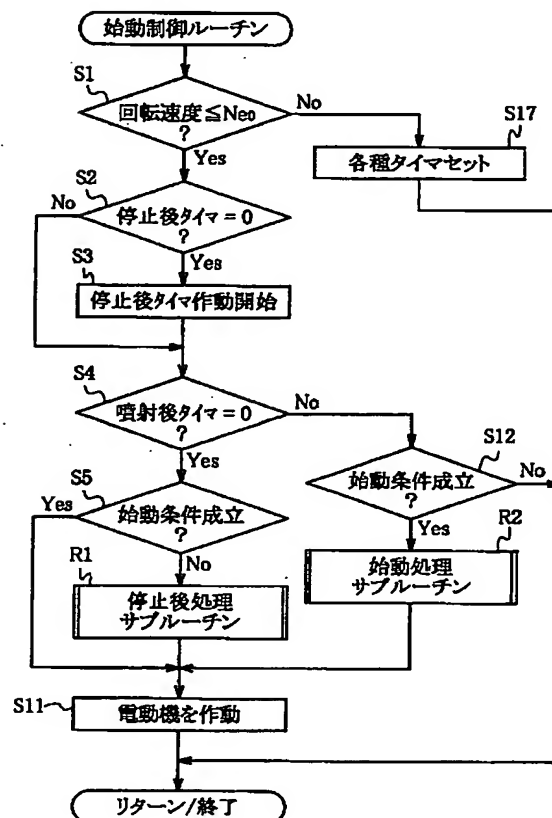 始動制御ルーチン
S1
回転速度≦Neo
?
No
S17
各種タイマセット
Yes
S2
No
停止後タイマ=0
?
Yes
S3
停止後タイマ作動開始
S4
噴射後タイマ=0
?
No
Yes
S12
始動条件成立
?
No
S5
Yes
始動条件成立
?
No
Yes
R2
始動処理
サブルーチン
R1
停止後処理
サブルーチン
S11
電動機を作動
リターン/終了